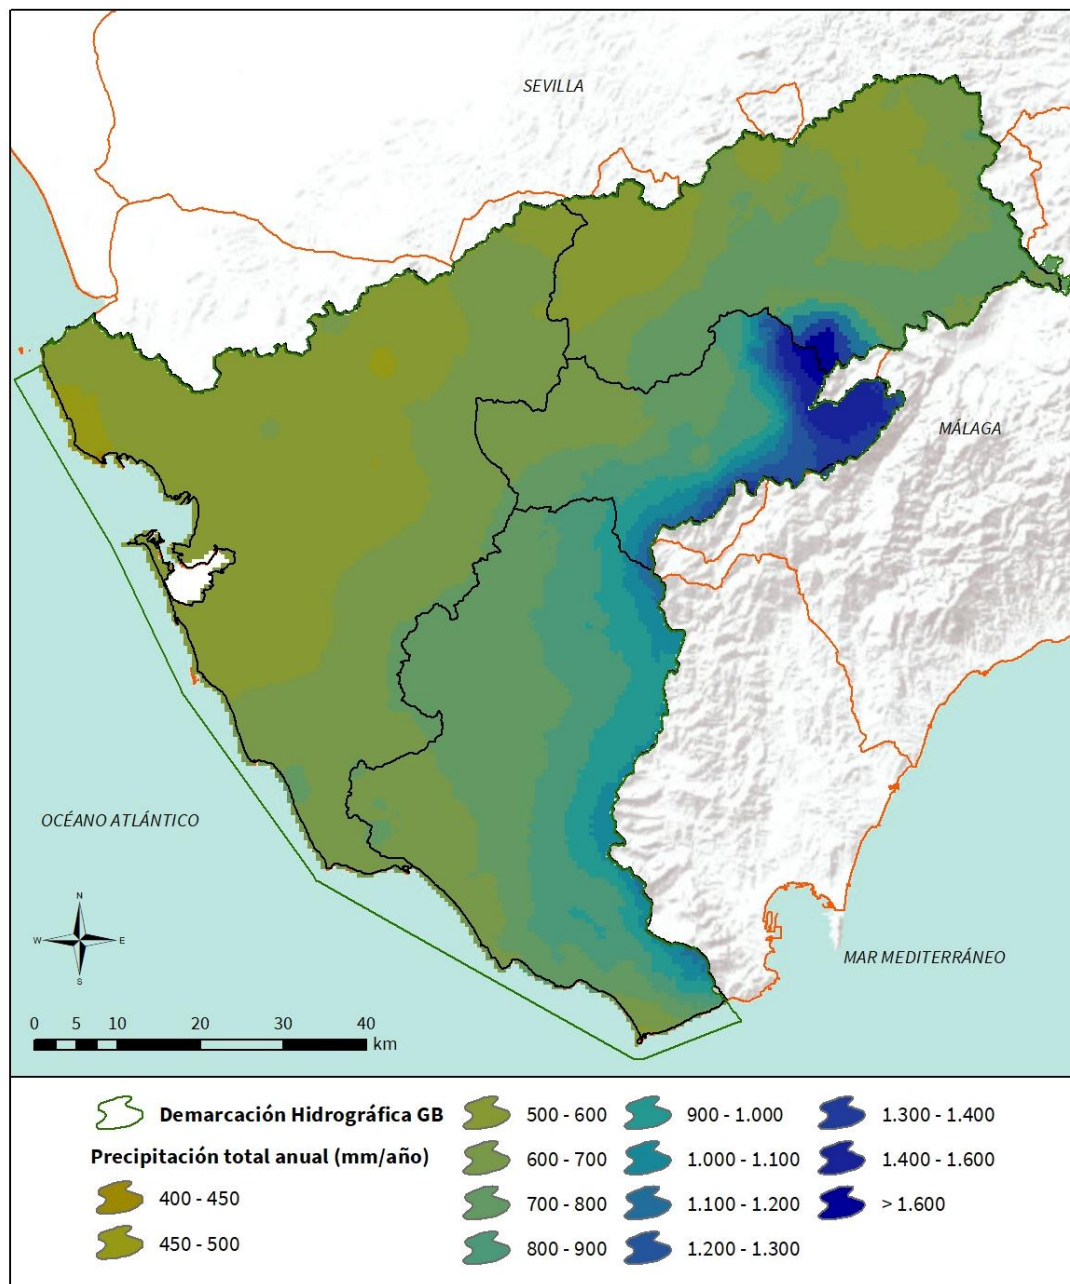 SEVILLA
MÁLAGA
OCÉANO ATLÁNTICO
N
W E
S
MAR MEDITERRÁNEO
0 5 10 20 30 40
km
Demarcación Hidrográfica GB
Precipitación total anual (mm/año)
400 - 450
450 - 500
500 - 600
600 - 700
700 - 800
800 - 900
900 - 1.000
1.000 - 1.100
1.100 - 1.200
1.200 - 1.300
1.300 - 1.400
1.400 - 1.600
> 1.600